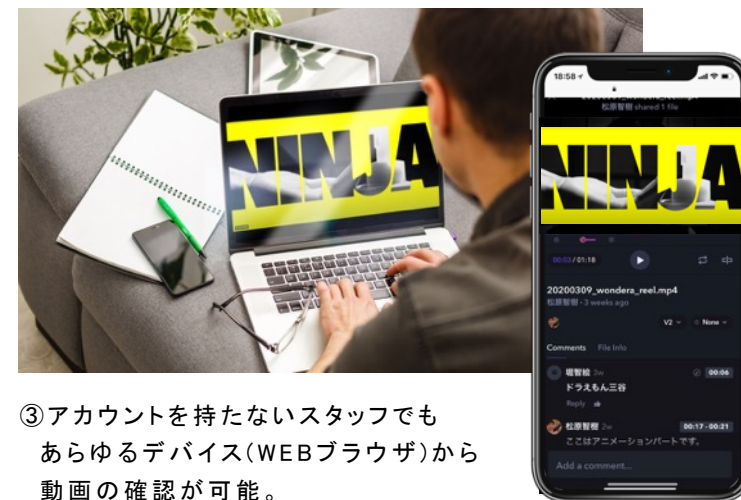 NINJA
18:58
松原智樹 shared 1 file
NINJA
00:03 / 01:18
20200309_wondera_reel.mp4
松原智樹・3 weeks ago
V2
None
Comments File Info
堀智絵 2w 00:06
ドラえもん三谷
Reply
松原智樹 2w 00:17 - 00:21
ここはアニメーションパートです。
Add a comment...
③アカウントを持たないスタッフでも
あらゆるデバイス(WEBブラウザ)から
動画の確認が可能。